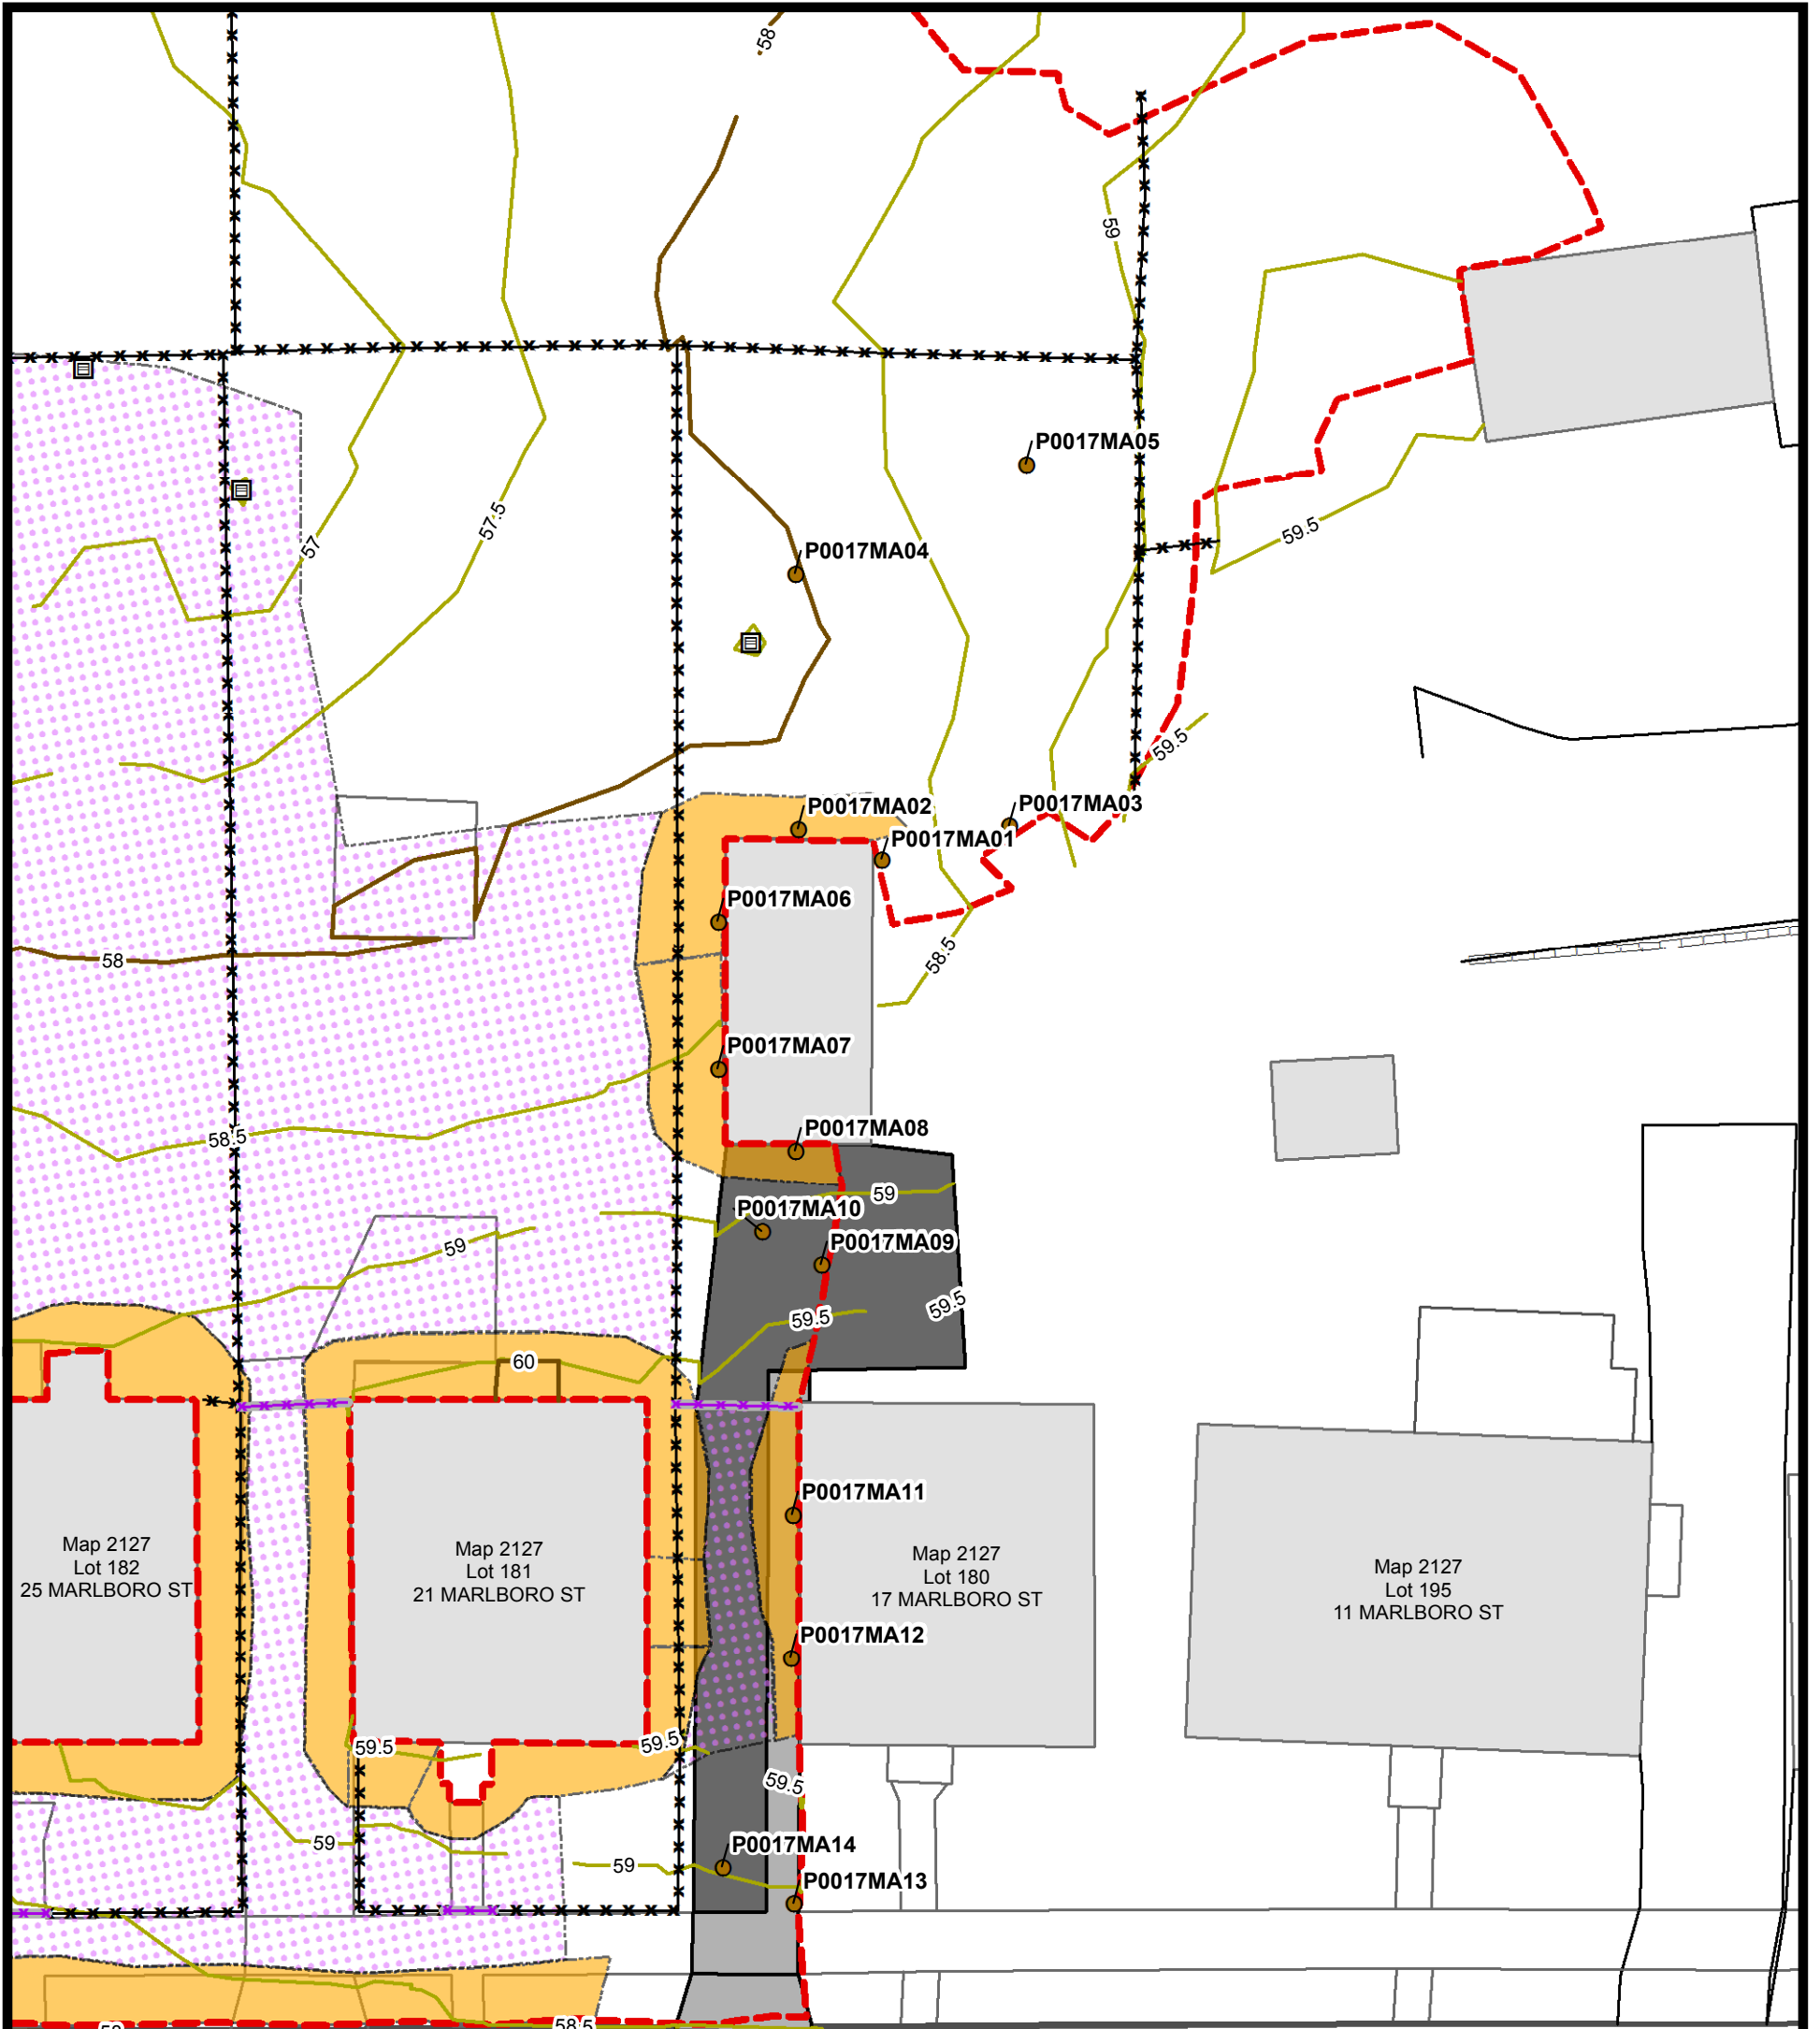 58
59
P0017MA05
57.5
59.5
57
P0017MA04
59.5
P0017MA02
P0017MA03
P0017MA01
P0017MA06
58.5
58
P0017MA07
P0017MA08
58.5
59
P0017MA10
P0017MA09
59
59.5
59.5
60
P0017MA11
Map 2127
Lot 182
25 MARLBORO ST
Map 2127
Lot 181
21 MARLBORO ST
Map 2127
Lot 180
17 MARLBORO ST
Map 2127
Lot 195
11 MARLBORO ST
P0017MA12
59.5
59.5
59.5
59
P0017MA14
59
P0017MA13
58.5